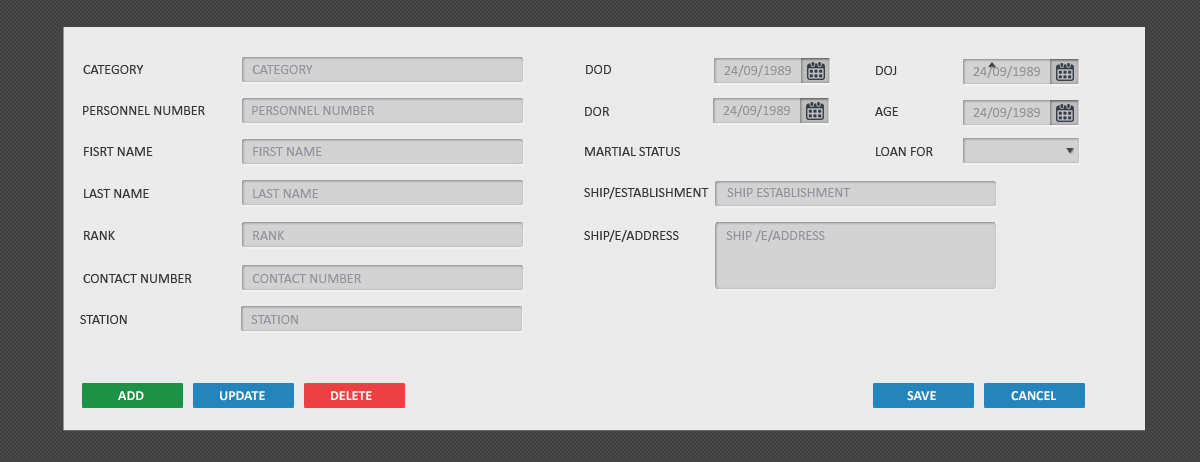 CATEGORY CATEGORY DOD 24/09/1989 DOJ 24/09/1989
PERSONNEL NUMBER PERSONNEL NUMBER DOR 24/09/1989 AGE 24/09/1989
FISRT NAME FIRST NAME MARTIAL STATUS LOAN FOR
LAST NAME LAST NAME SHIP/ESTABLISHMENT SHIP ESTABLISHMENT
RANK RANK SHIP/E/ADDRESS SHIP /E/ADDRESS
CONTACT NUMBER CONTACT NUMBER
STATION STATION
ADD UPDATE DELETE SAVE CANCEL